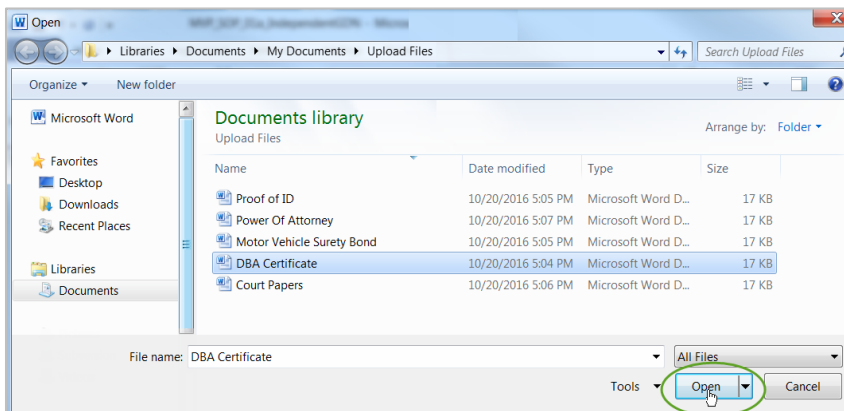 Open
Libraries Documents My Documents Upload Files Search Upload Files
Organize New folder
Microsoft Word
Favorites
Desktop
Downloads
Recent Places
Libraries
Documents
Documents library
Upload Files
Arrange by: Folder
Name Date modified Type Size
Proof of ID 10/20/2016 5:05 PM Microsoft Word D... 17 KB
Power Of Attorney 10/20/2016 5:07 PM Microsoft Word D... 17 KB
Motor Vehicle Surety Bond 10/20/2016 5:05 PM Microsoft Word D... 17 KB
DBA Certificate 10/20/2016 5:04 PM Microsoft Word D... 17 KB
Court Papers 10/20/2016 5:06 PM Microsoft Word D... 17 KB
File name: DBA Certificate All Files
Tools Open Cancel